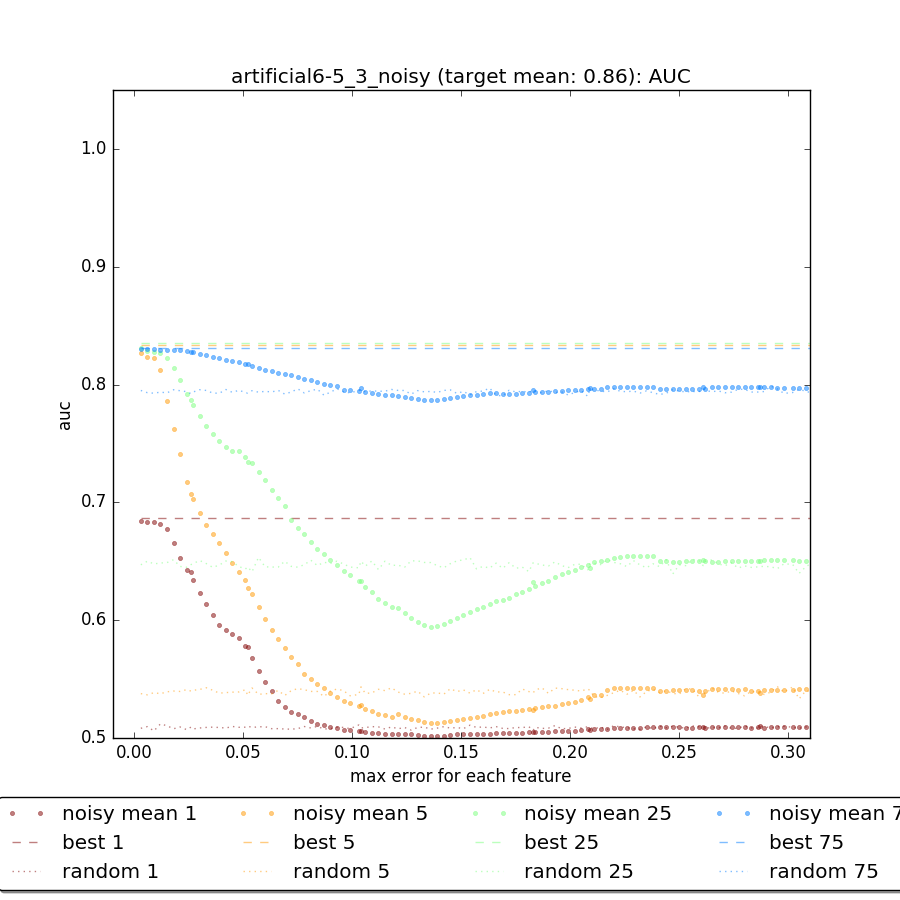 artificial6-5_3_noisy (target mean: 0.86): AUC
1.0
0.9
0.8
0.7
0.6
0.5
auc
0.00 0.05 0.10 0.15 0.20 0.25 0.30
max error for each feature
noisy mean 1 noisy mean 5 noisy mean 25 noisy mean 7
best 1 best 5 best 25 best 75
random 1 random 5 random 25 random 75